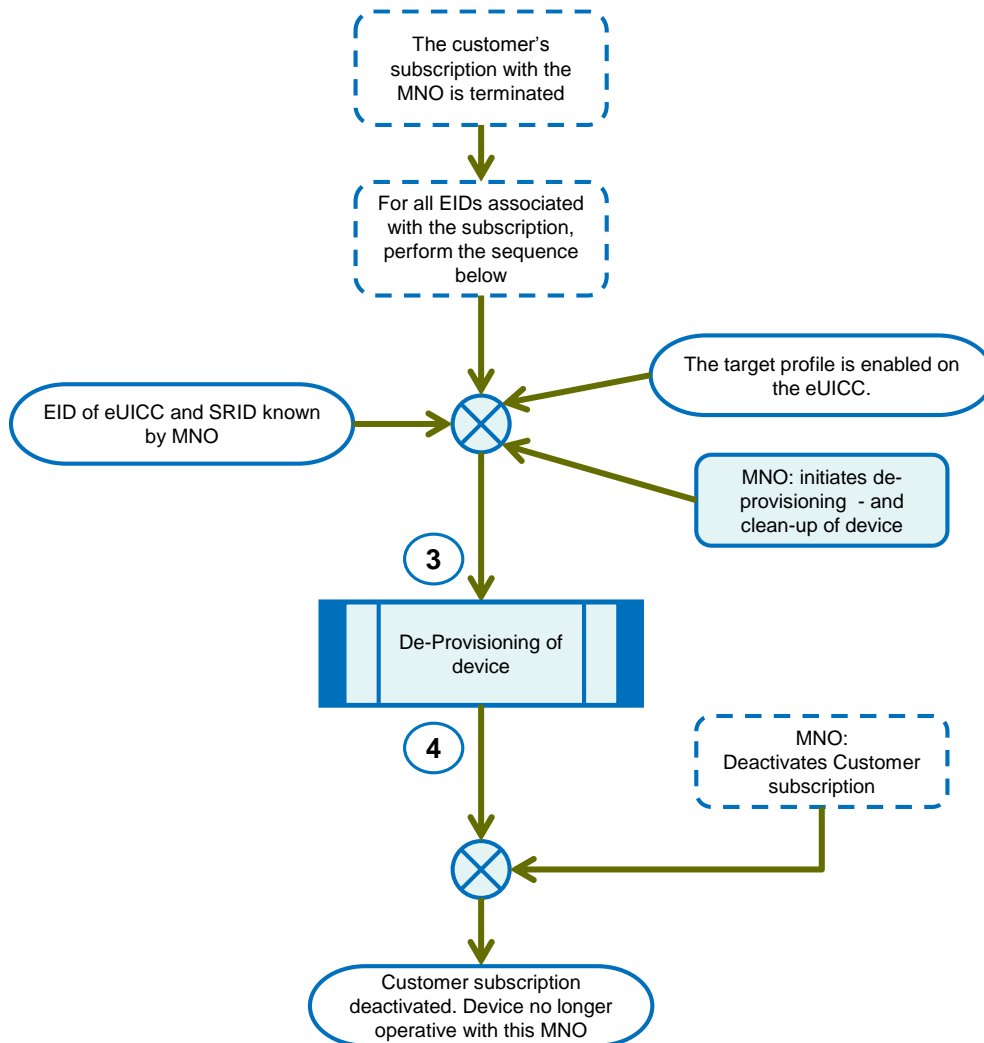 The customer’s
subscription with the
MNO is terminated
For all EIDs associated
with the subscription,
perform the sequence
below
The target profile is enabled on
the eUICC.
EID of eUICC and SRID known
by MNO
MNO: initiates de-
provisioning - and
clean-up of device
3
De-Provisioning of
device
4
MNO:
Deactivates Customer
subscription
Customer subscription
deactivated. Device no longer
operative with this MNO